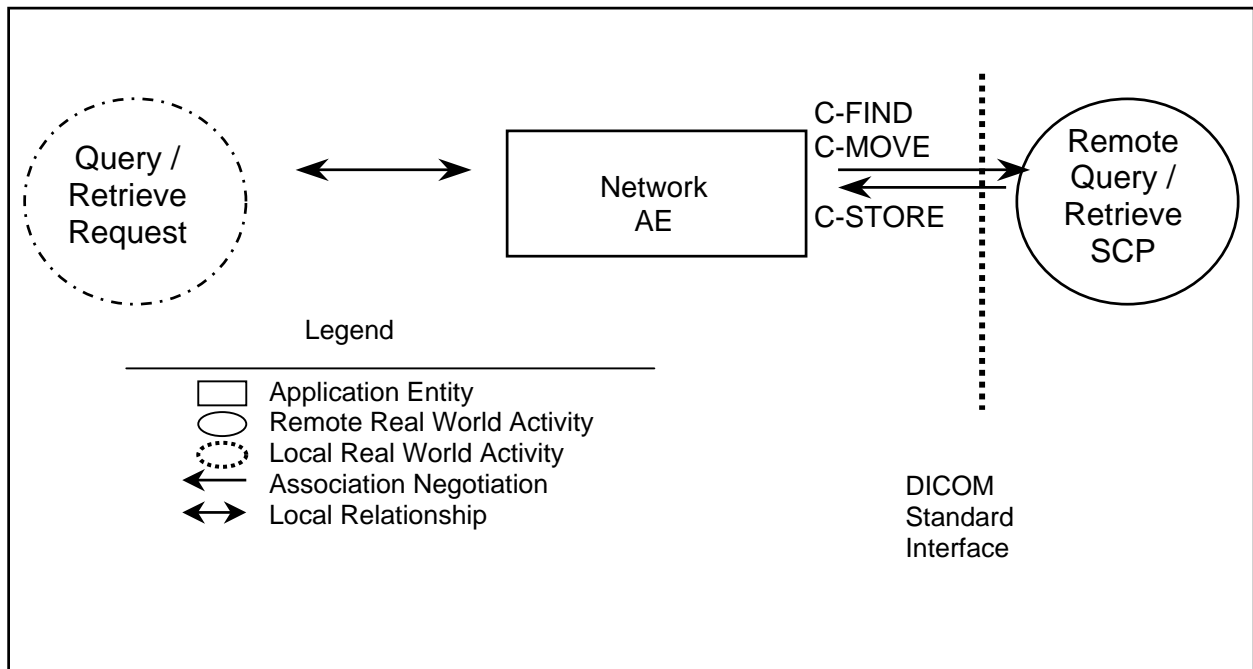 Query /
Retrieve
Request
Network
AE
C-FIND
C-MOVE
C-STORE
Remote
Query /
Retrieve
SCP
Legend
Application Entity
Remote Real World Activity
Local Real World Activity
Association Negotiation
Local Relationship
DICOM
Standard
Interface